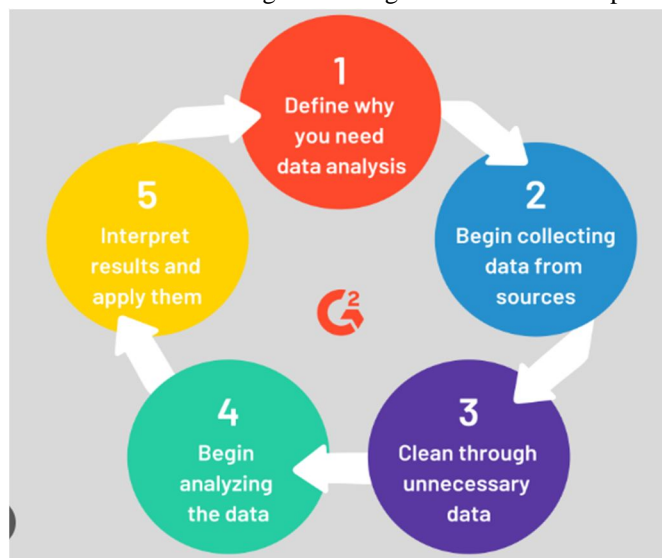 1
Define why
you need
data analysis
2
Begin collecting
data from
sources
3
Clean through
unnecessary
data
4
Begin
analyzing
the data
5
Interpret
results and
apply them
G2